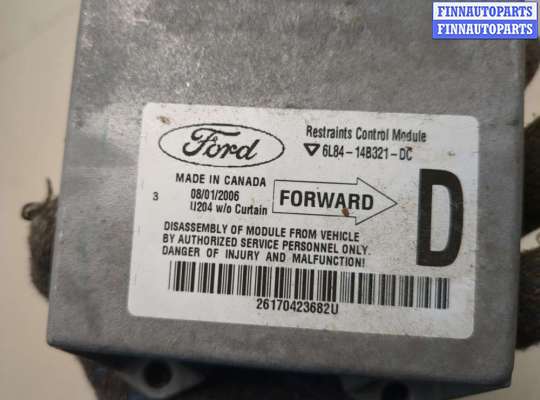 FINNAUTOPARTS
FINNAUTOPARTS
Ford
Restraints Control Module
6L84-14B321-DC
MADE IN CANADA
3
08/01/2006
U204 w/o Curtain
FORWARD
D
DISASSEMBLY OF MODULE FROM VEHICLE
BY AUTHORIZED SERVICE PERSONNEL ONLY.
DANGER OF INJURY AND MALFUNCTION!
26170423682U